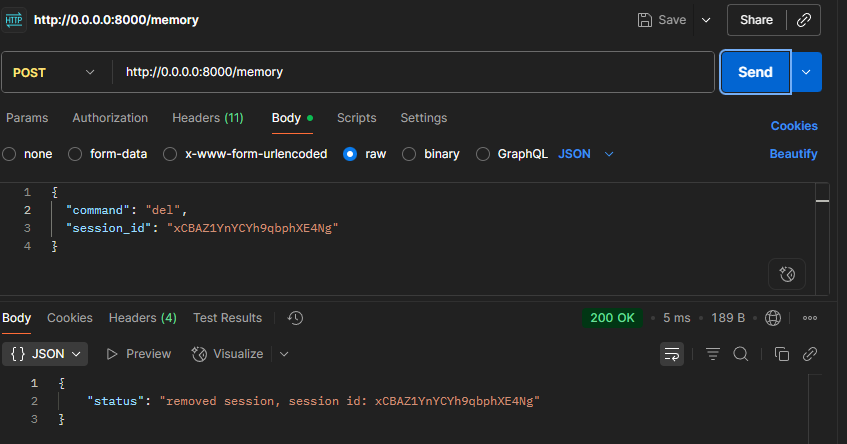 HTTP http://0.0.0.0:8000/memory Save Share
POST http://0.0.0.0:8000/memory Send
Params Authorization Headers (11) Body Scripts Settings Cookies
none form-data x-www-form-urlencoded raw binary GraphQL JSON Beautify
1 {
2 "command": "del",
3 "session_id": "xCBAZ1YnYCYh9qbphXE4Ng"
4 }
Body Cookies Headers (4) Test Results 200 OK • 5 ms • 189 B
{} JSON Preview Visualize
1 {
2 "status": "removed session, session id: xCBAZ1YnYCYh9qbphXE4Ng"
3 }